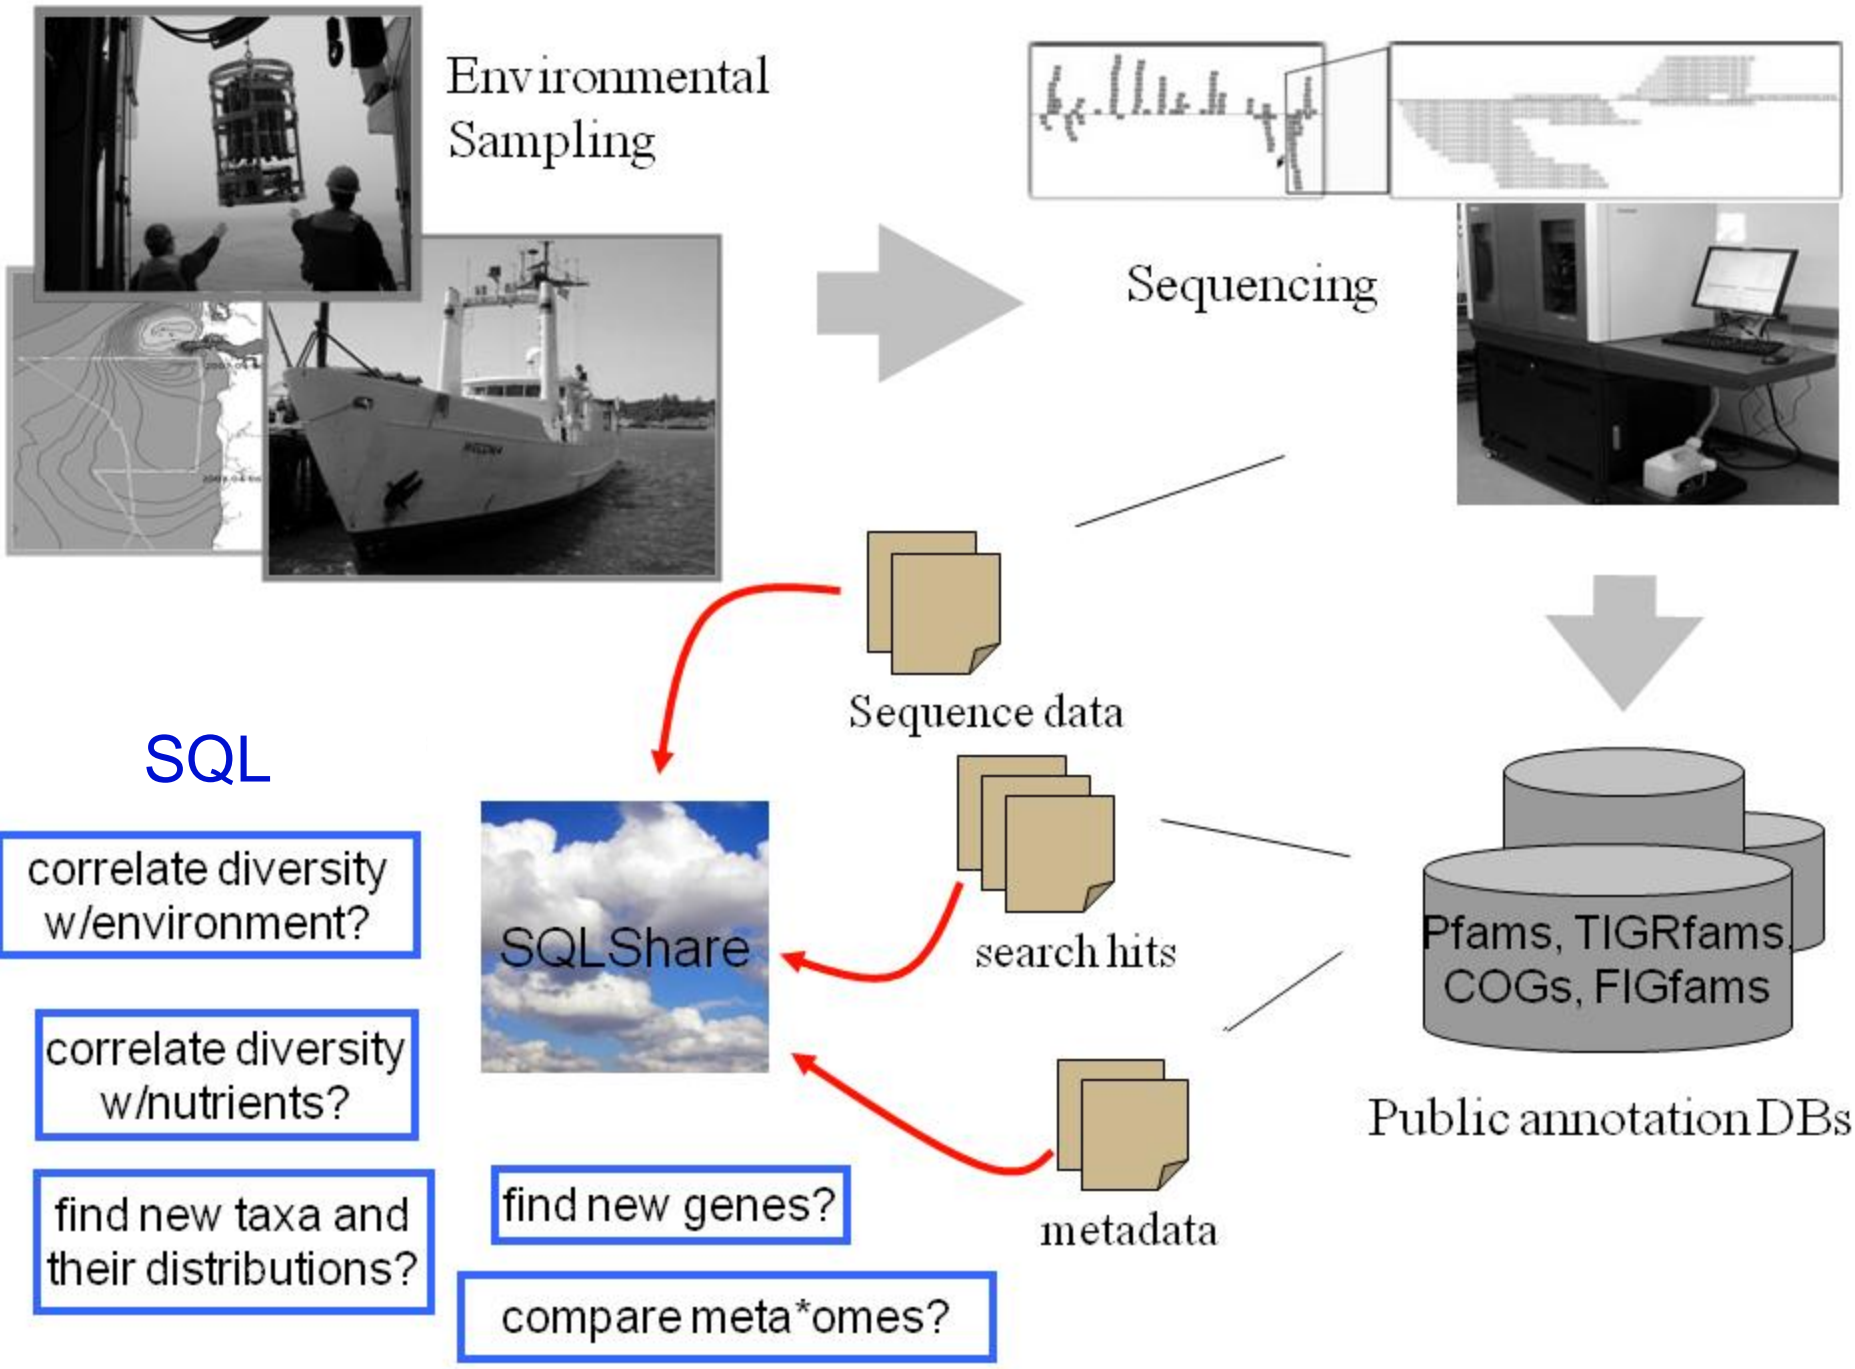 Environmental
Sampling
Sequencing
WECOMA
Sequence data
SQL
correlate diversity
w/environment?
SQLShare
search hits
Pfams, TIGRfams,
COGs, FIGfams
correlate diversity
w/nutrients?
Public annotation DBs
find new taxa and
their distributions?
find new genes?
metadata
compare meta*omes?